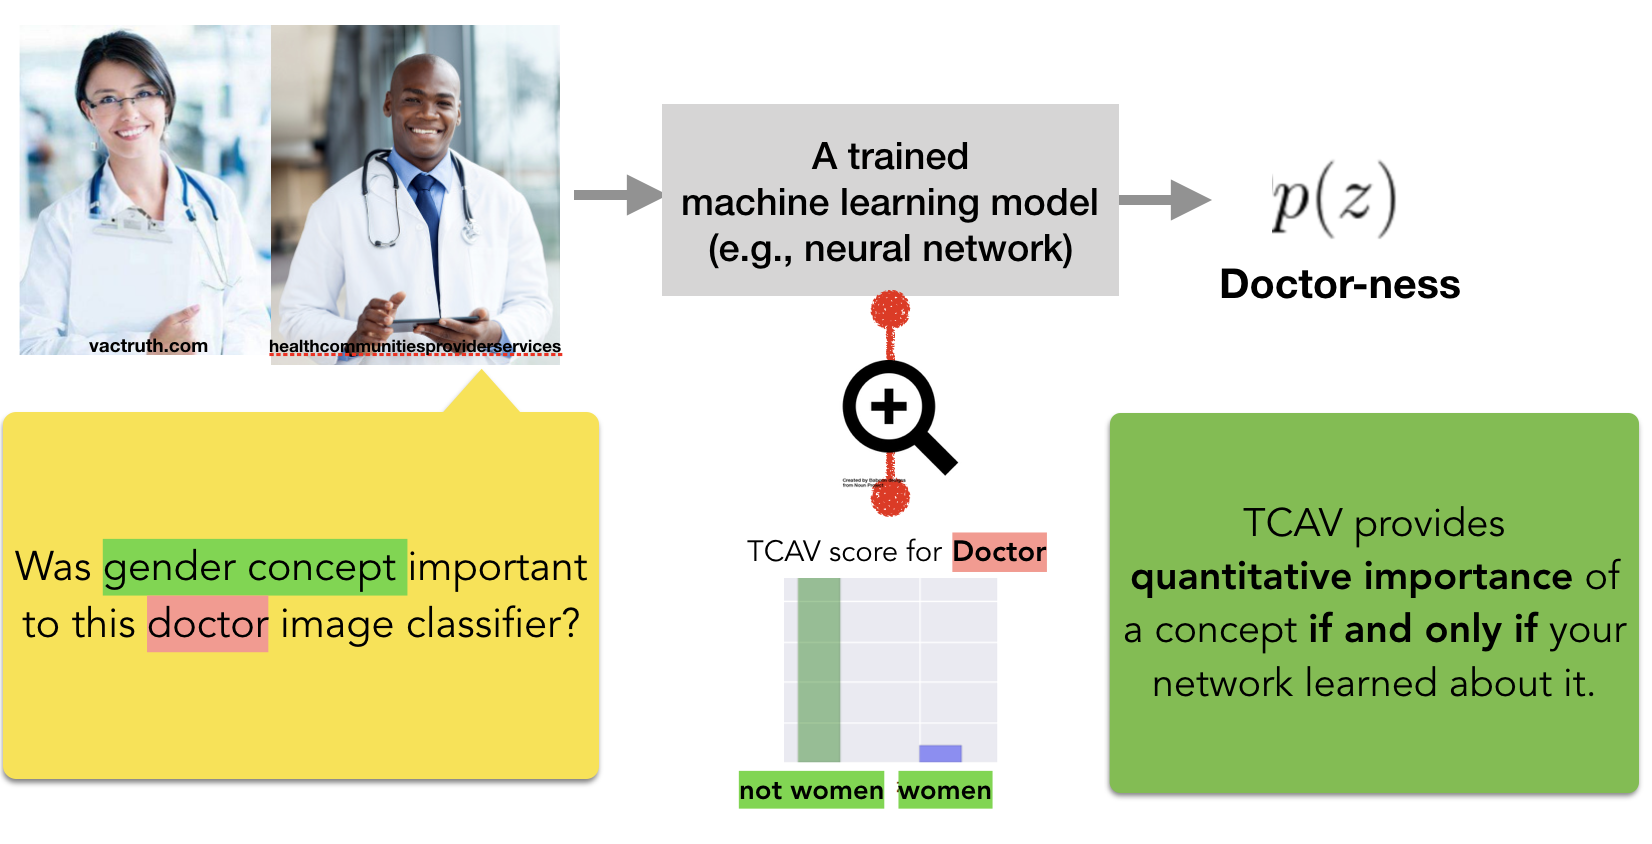 vactruth.com
healthcommunitiesproviderservices
A trained
machine learning model
(e.g., neural network)
p(z)
Doctor-ness
Created by
from Noun Project
Was gender concept important
to this doctor image classifier?
TCAV score for Doctor
not women women
TCAV provides
quantitative importance of
a concept if and only if your
network learned about it.